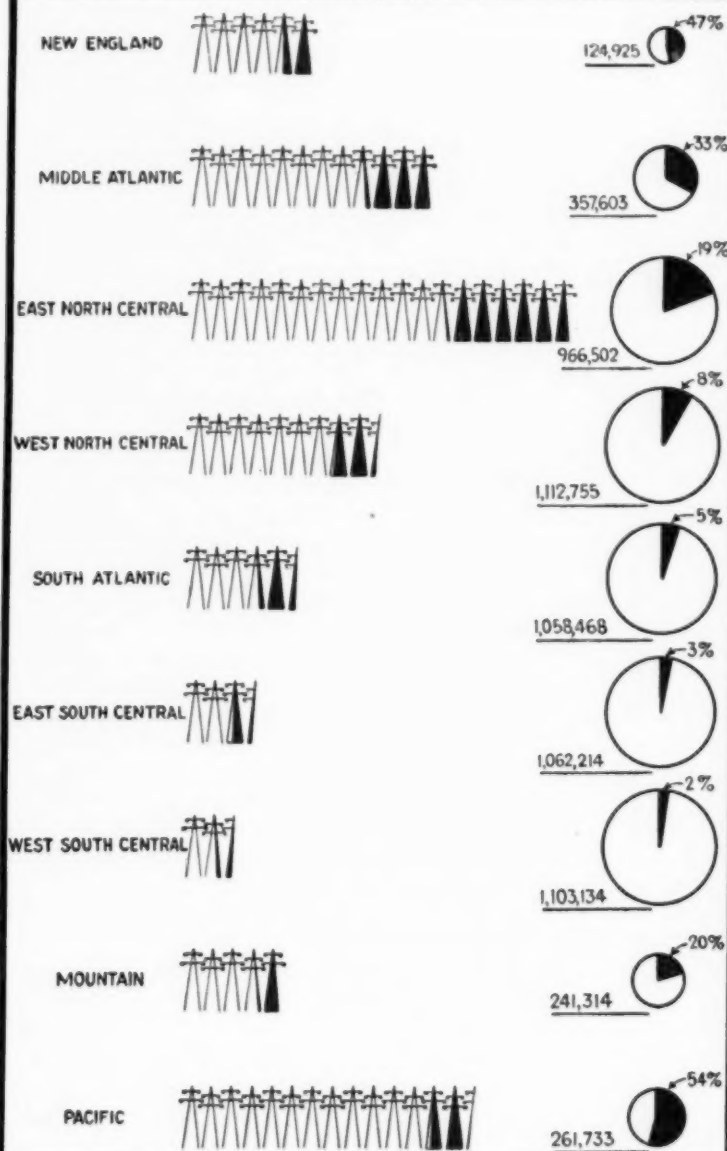 NEW ENGLAND
47%
124,925
MIDDLE ATLANTIC
33%
357,603
EAST NORTH CENTRAL
19%
966,502
WEST NORTH CENTRAL
8%
1,112,755
SOUTH ATLANTIC
5%
1,058,468
EAST SOUTH CENTRAL
3%
1,062,214
WEST SOUTH CENTRAL
2%
1,103,134
MOUNTAIN
20%
241,314
PACIFIC
54%
261,733